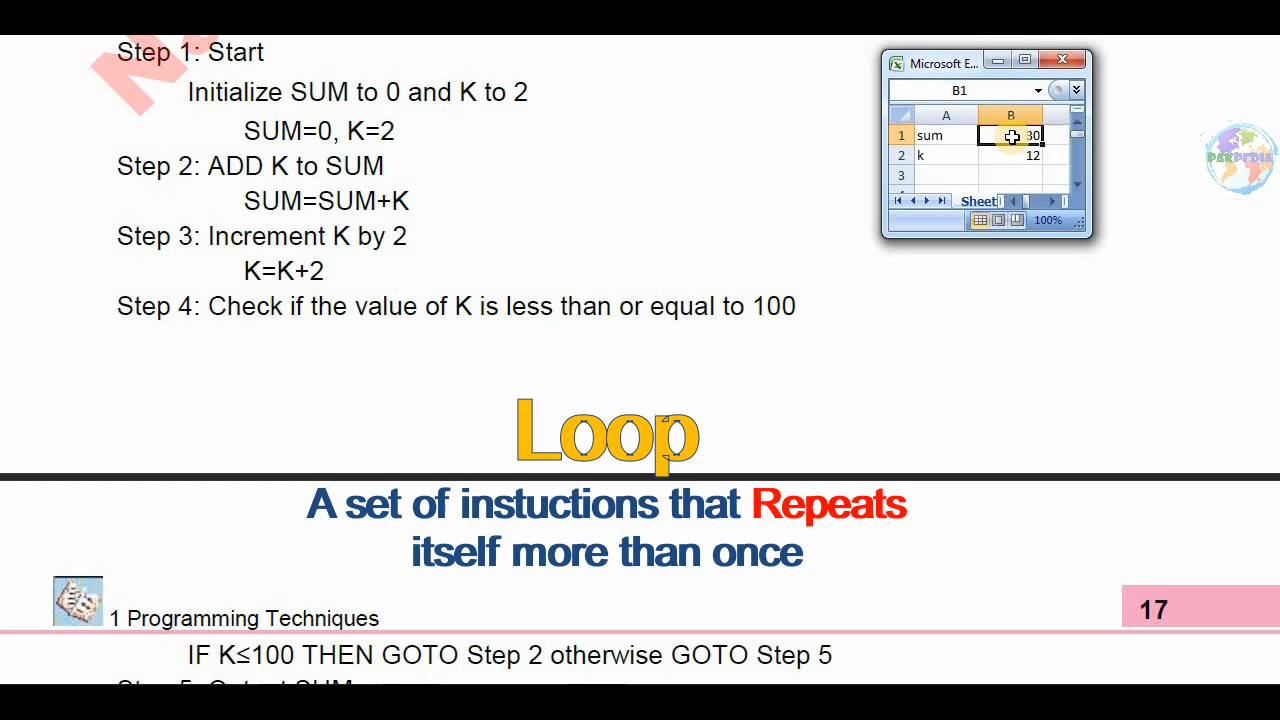 Step 1: Start
Initialize SUM to 0 and K to 2
SUM=0, K=2
Step 2: ADD K to SUM
SUM=SUM+K
Step 3: Increment K by 2
K=K+2
Step 4: Check if the value of K is less than or equal to 100
Microsoft E...
B1
A B
1 sum 30
2 k 12
3
Sheet
100%
PAKPEDIA
Loop
A set of instuctions that Repeats
itself more than once
1 Programming Techniques
17
IF K≤100 THEN GOTO Step 2 otherwise GOTO Step 5